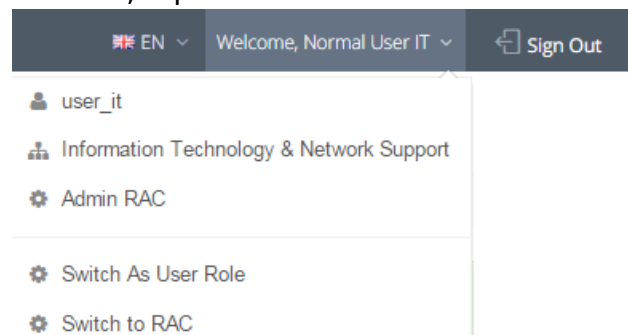 EN Welcome, Normal User IT Sign Out
user_it
Information Technology & Network Support
Admin RAC
Switch As User Role
Switch to RAC